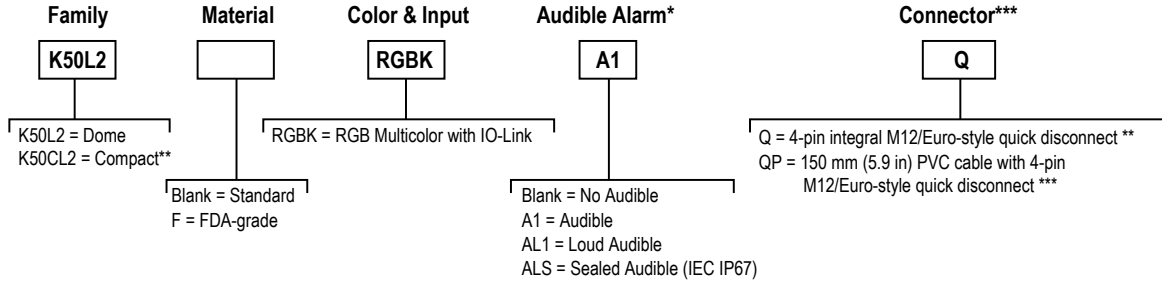 Family Material Color & Input Audible Alarm* Connector***
K50L2 RGBK A1 Q
K50L2 = Dome
K50CL2 = Compact**
Blank = Standard
F = FDA-grade
RGBK = RGB Multicolor with IO-Link
Blank = No Audible
A1 = Audible
AL1 = Loud Audible
ALS = Sealed Audible (IEC IP67)
Q = 4-pin integral M12/Euro-style quick disconnect **
QP = 150 mm (5.9 in) PVC cable with 4-pin
M12/Euro-style quick disconnect ***